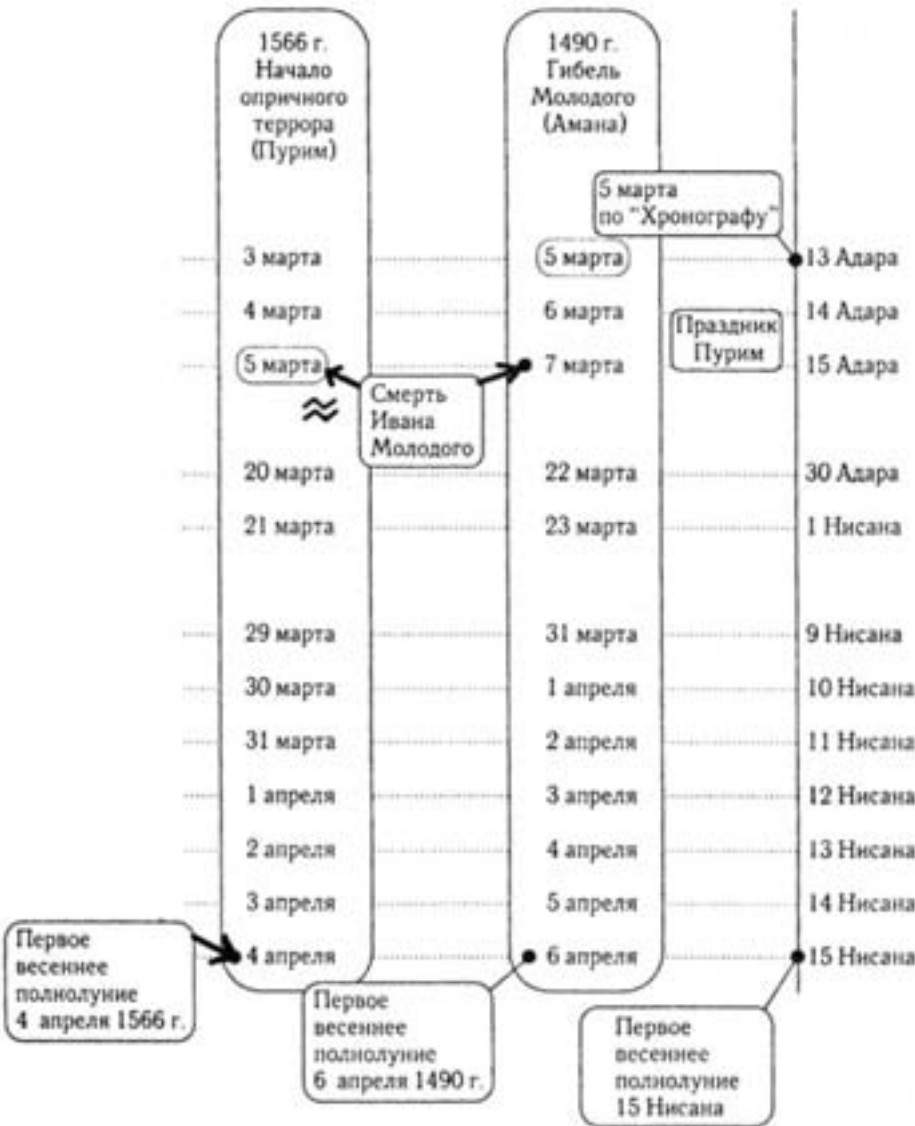 1566 г.
Начало
опричного
террора
(Пурим)
1490 г.
Гибель
Молодого
(Амана)
5 марта
по "Хронографу"
3 марта
5 марта
13 Адара
4 марта
6 марта
14 Адара
Праздник
Пурим
5 марта
7 марта
15 Адара
Смерть
Ивана
Молодого
20 марта
22 марта
30 Адара
21 марта
23 марта
1 Нисана
29 марта
31 марта
9 Нисана
30 марта
1 апреля
10 Нисана
31 марта
2 апреля
11 Нисана
1 апреля
3 апреля
12 Нисана
2 апреля
4 апреля
13 Нисана
3 апреля
5 апреля
14 Нисана
4 апреля
6 апреля
15 Нисана
Первое
весеннее
полнолуние
4 апреля 1566 г.
Первое
весеннее
полнолуние
6 апреля 1490 г.
Первое
весеннее
полнолуние
15 Нисана